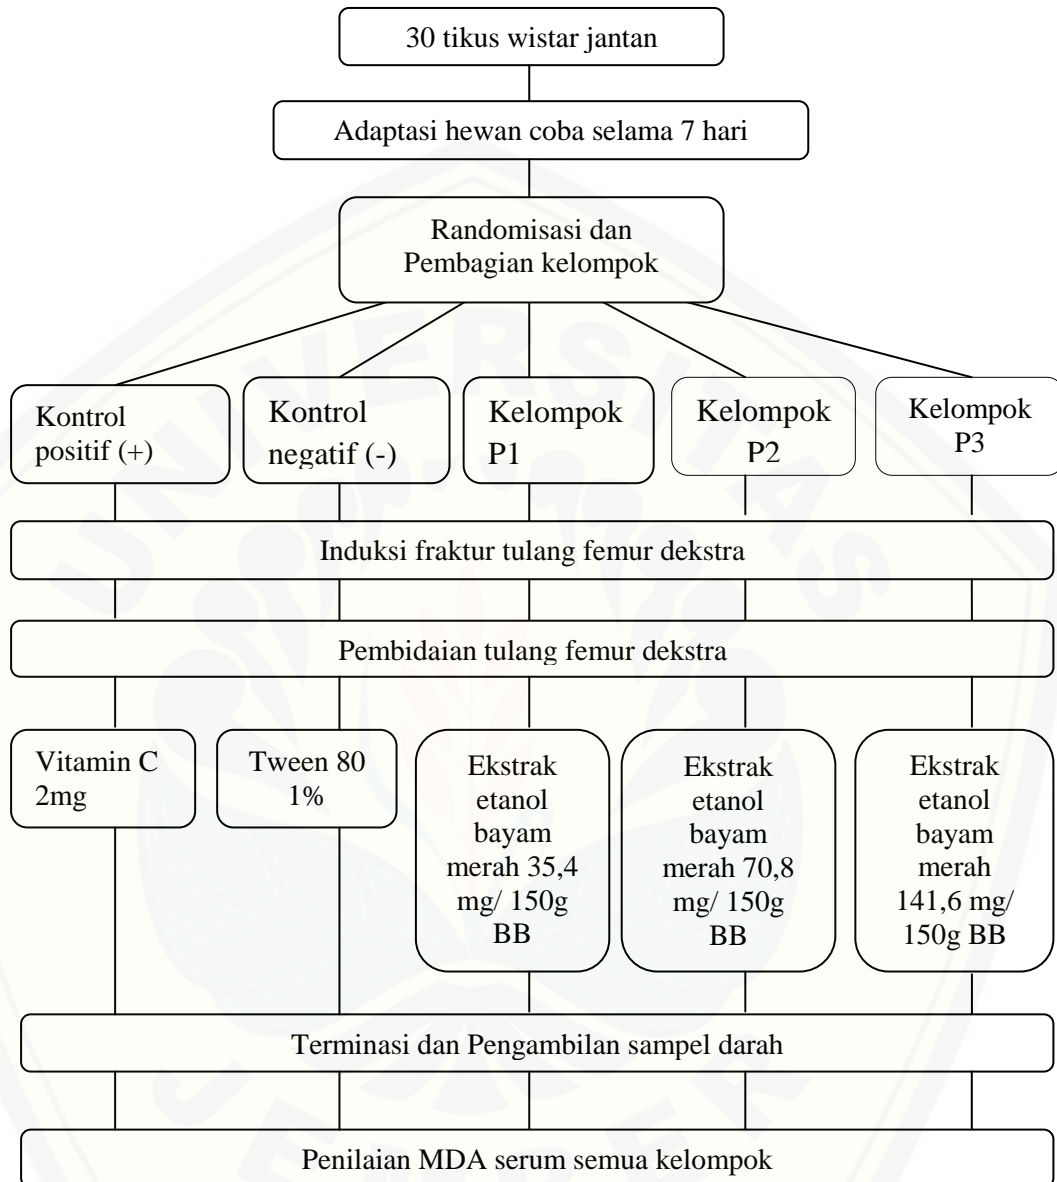 30 tikus wistar jantan
Adaptasi hewan coba selama 7 hari
Randomisasi dan
Pembagian kelompok
Kontrol
positif (+)
Kontrol
negatif (-)
Kelompok
P1
Kelompok
P2
Kelompok
P3
Induksi fraktur tulang femur dekstra
Pembidaian tulang femur dekstra
Vitamin C
2mg
Tween 80
1%
Ekstrak
etanol
bayam
merah 35,4
mg/ 150g
BB
Ekstrak
etanol
bayam
merah 70,8
mg/ 150g
BB
Ekstrak
etanol
bayam
merah
141,6 mg/
150g BB
Terminasi dan Pengambilan sampel darah
Penilaian MDA serum semua kelompok
UNIVERSITAS
JEMBER